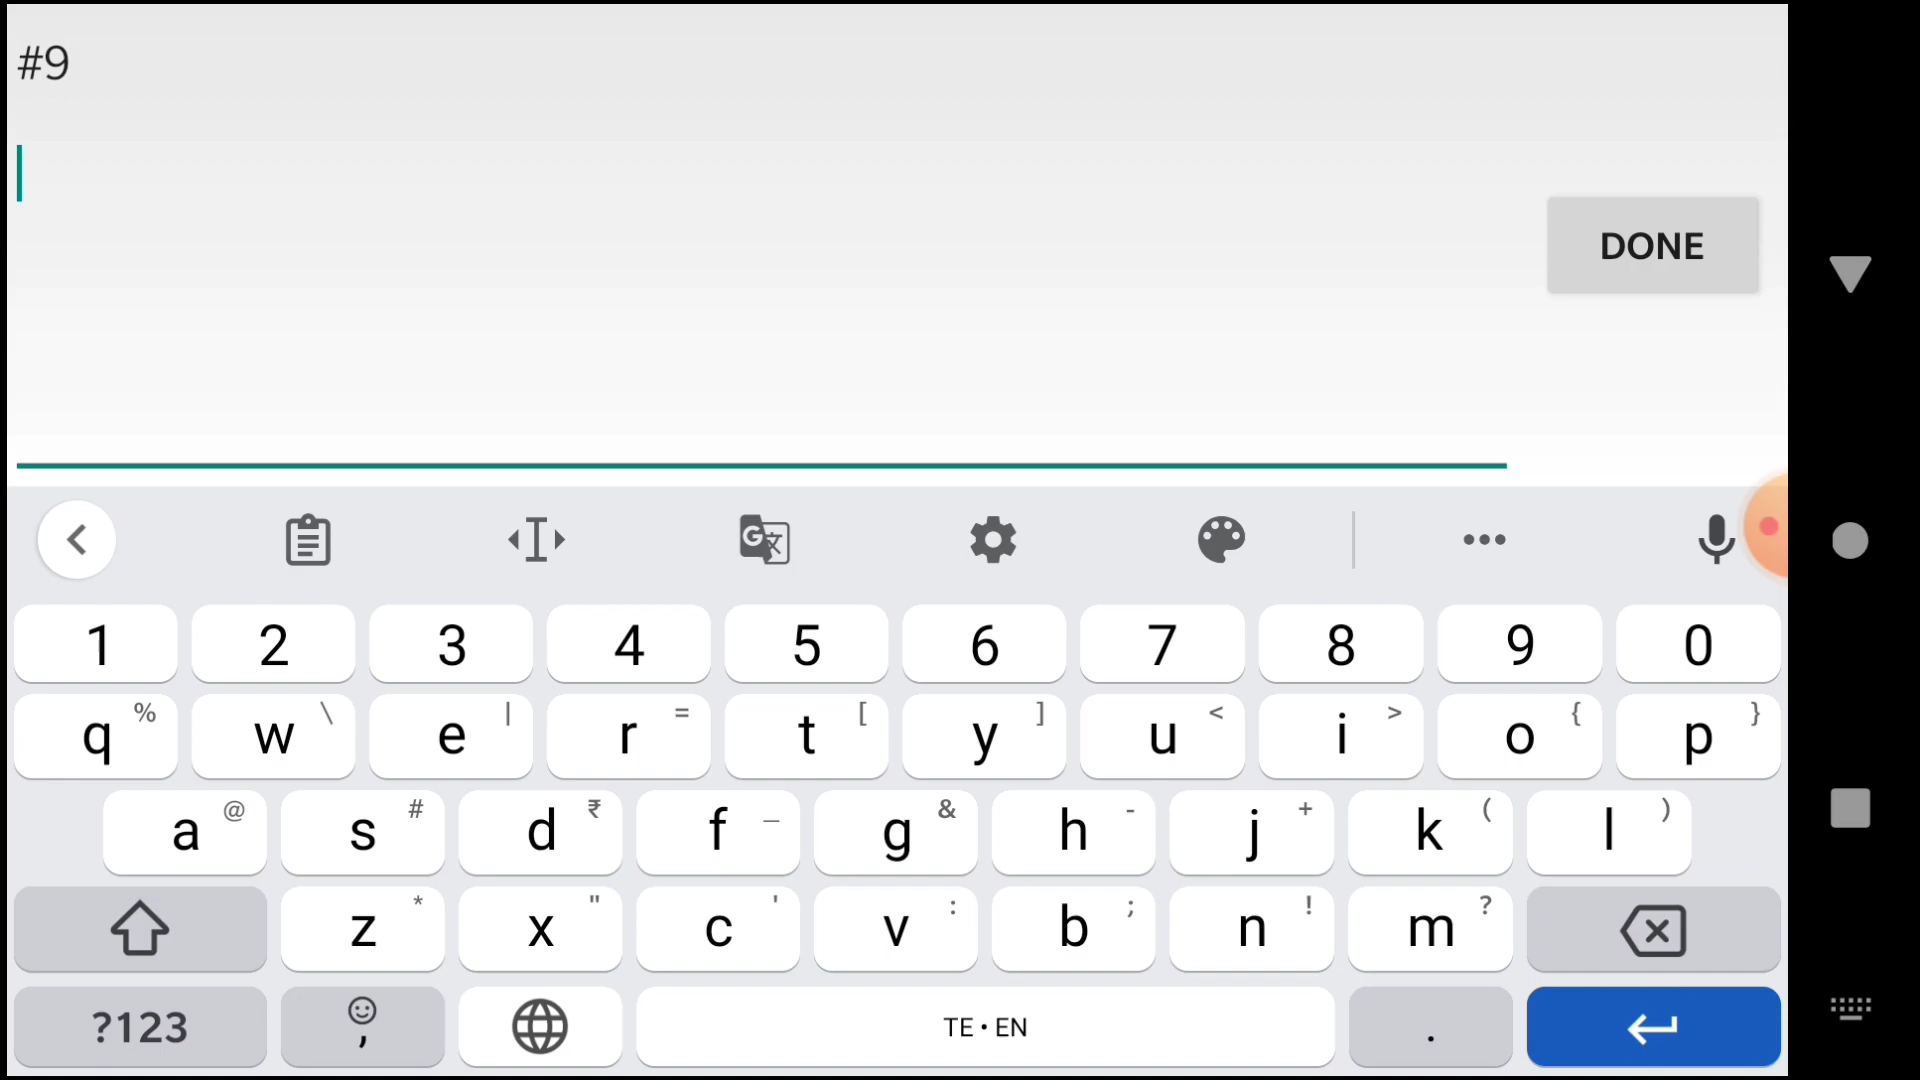 #9
DONE
1 2 3 4 5 6 7 8 9 0
q % w \ e | r = t [ y ] u < i > o { p }
a @ s # d ₹ f _ g & h - j + k ( l )
z * x " c ' v : b ; n ! m ?
?123 , TE • EN .